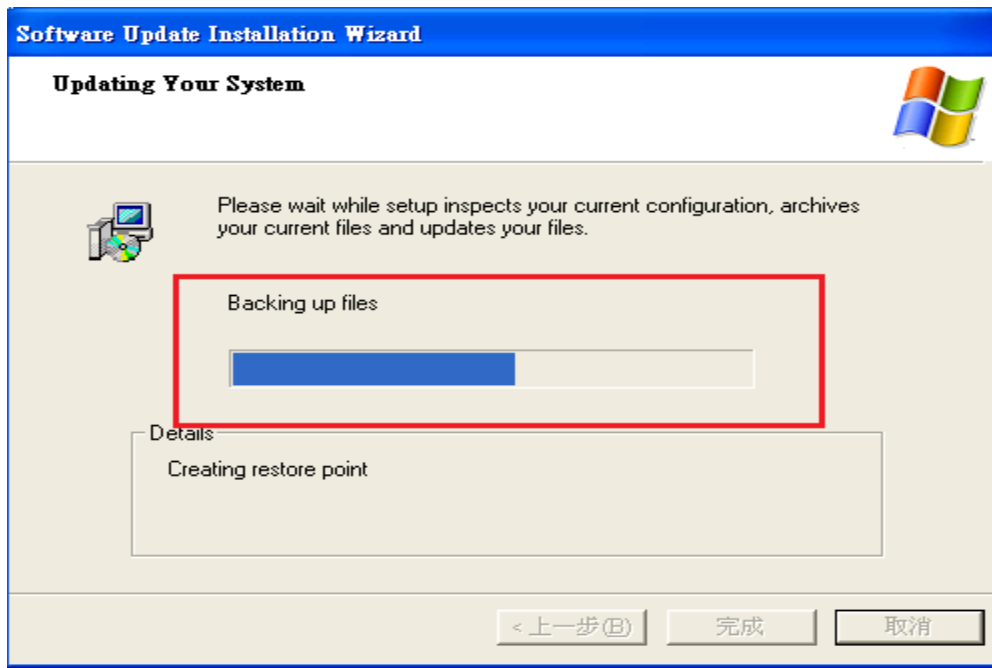 Software Update Installation Wizard
Updating Your System
Please wait while setup inspects your current configuration, archives
your current files and updates your files.
Backing up files
Details
Creating restore point
< 上一步(B)
完成
取消